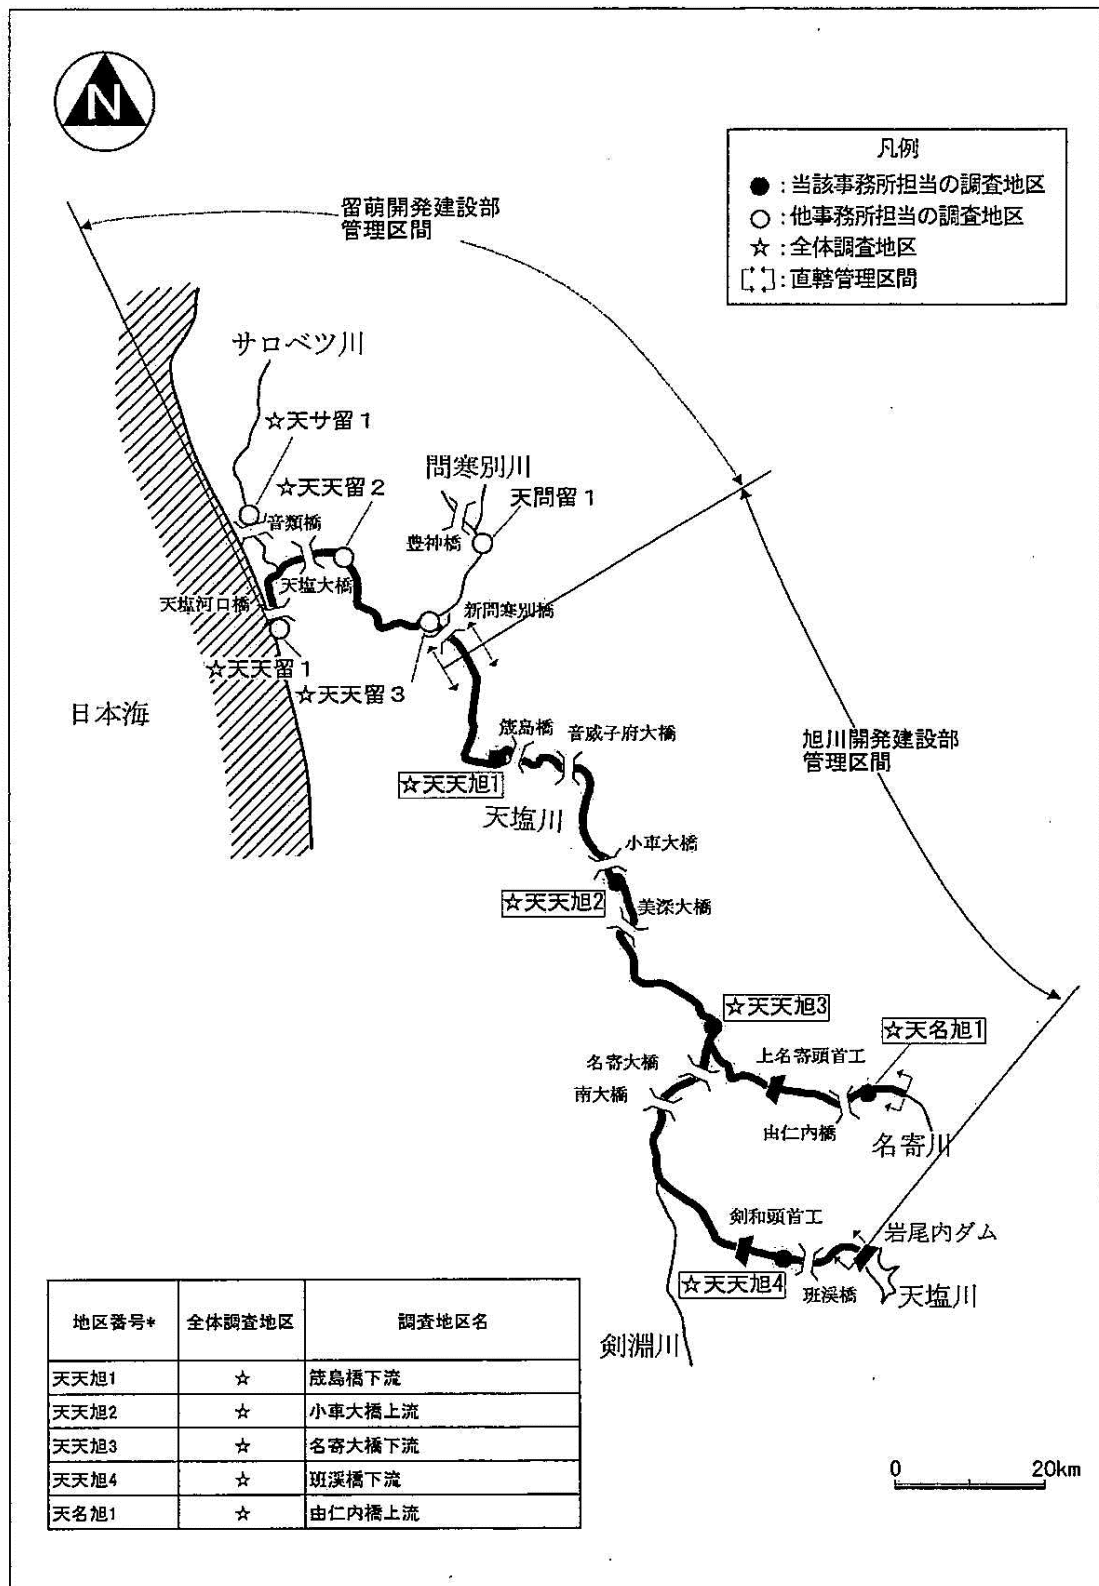 N
凡例
●：当該事務所担当の調査地区
○：他事務所担当の調査地区
☆：全体調査地区
：直轄管理区間
留萌開発建設部
管理区間
サロベツ川
☆天サ留１
問寒別川
☆天天留２
天問留１
音類橋
豊神橋
天塩大橋
天塩河口橋
新問寒別橋
☆天天留１
☆天天留３
日本海
筬島橋
音威子府大橋
旭川開発建設部
管理区間
☆天天旭1
天塩川
小車大橋
☆天天旭2
美深大橋
☆天天旭3
☆天名旭1
名寄大橋
上名寄頭首工
南大橋
由仁内橋
名寄川
剣和頭首工
岩尾内ダム
☆天天旭4
班渓橋
天塩川
剣淵川
地区番号* 全体調査地区 調査地区名
天天旭1 ☆ 筬島橋下流
天天旭2 ☆ 小車大橋上流
天天旭3 ☆ 名寄大橋下流
天天旭4 ☆ 班渓橋下流
天名旭1 ☆ 由仁内橋上流
0 20km